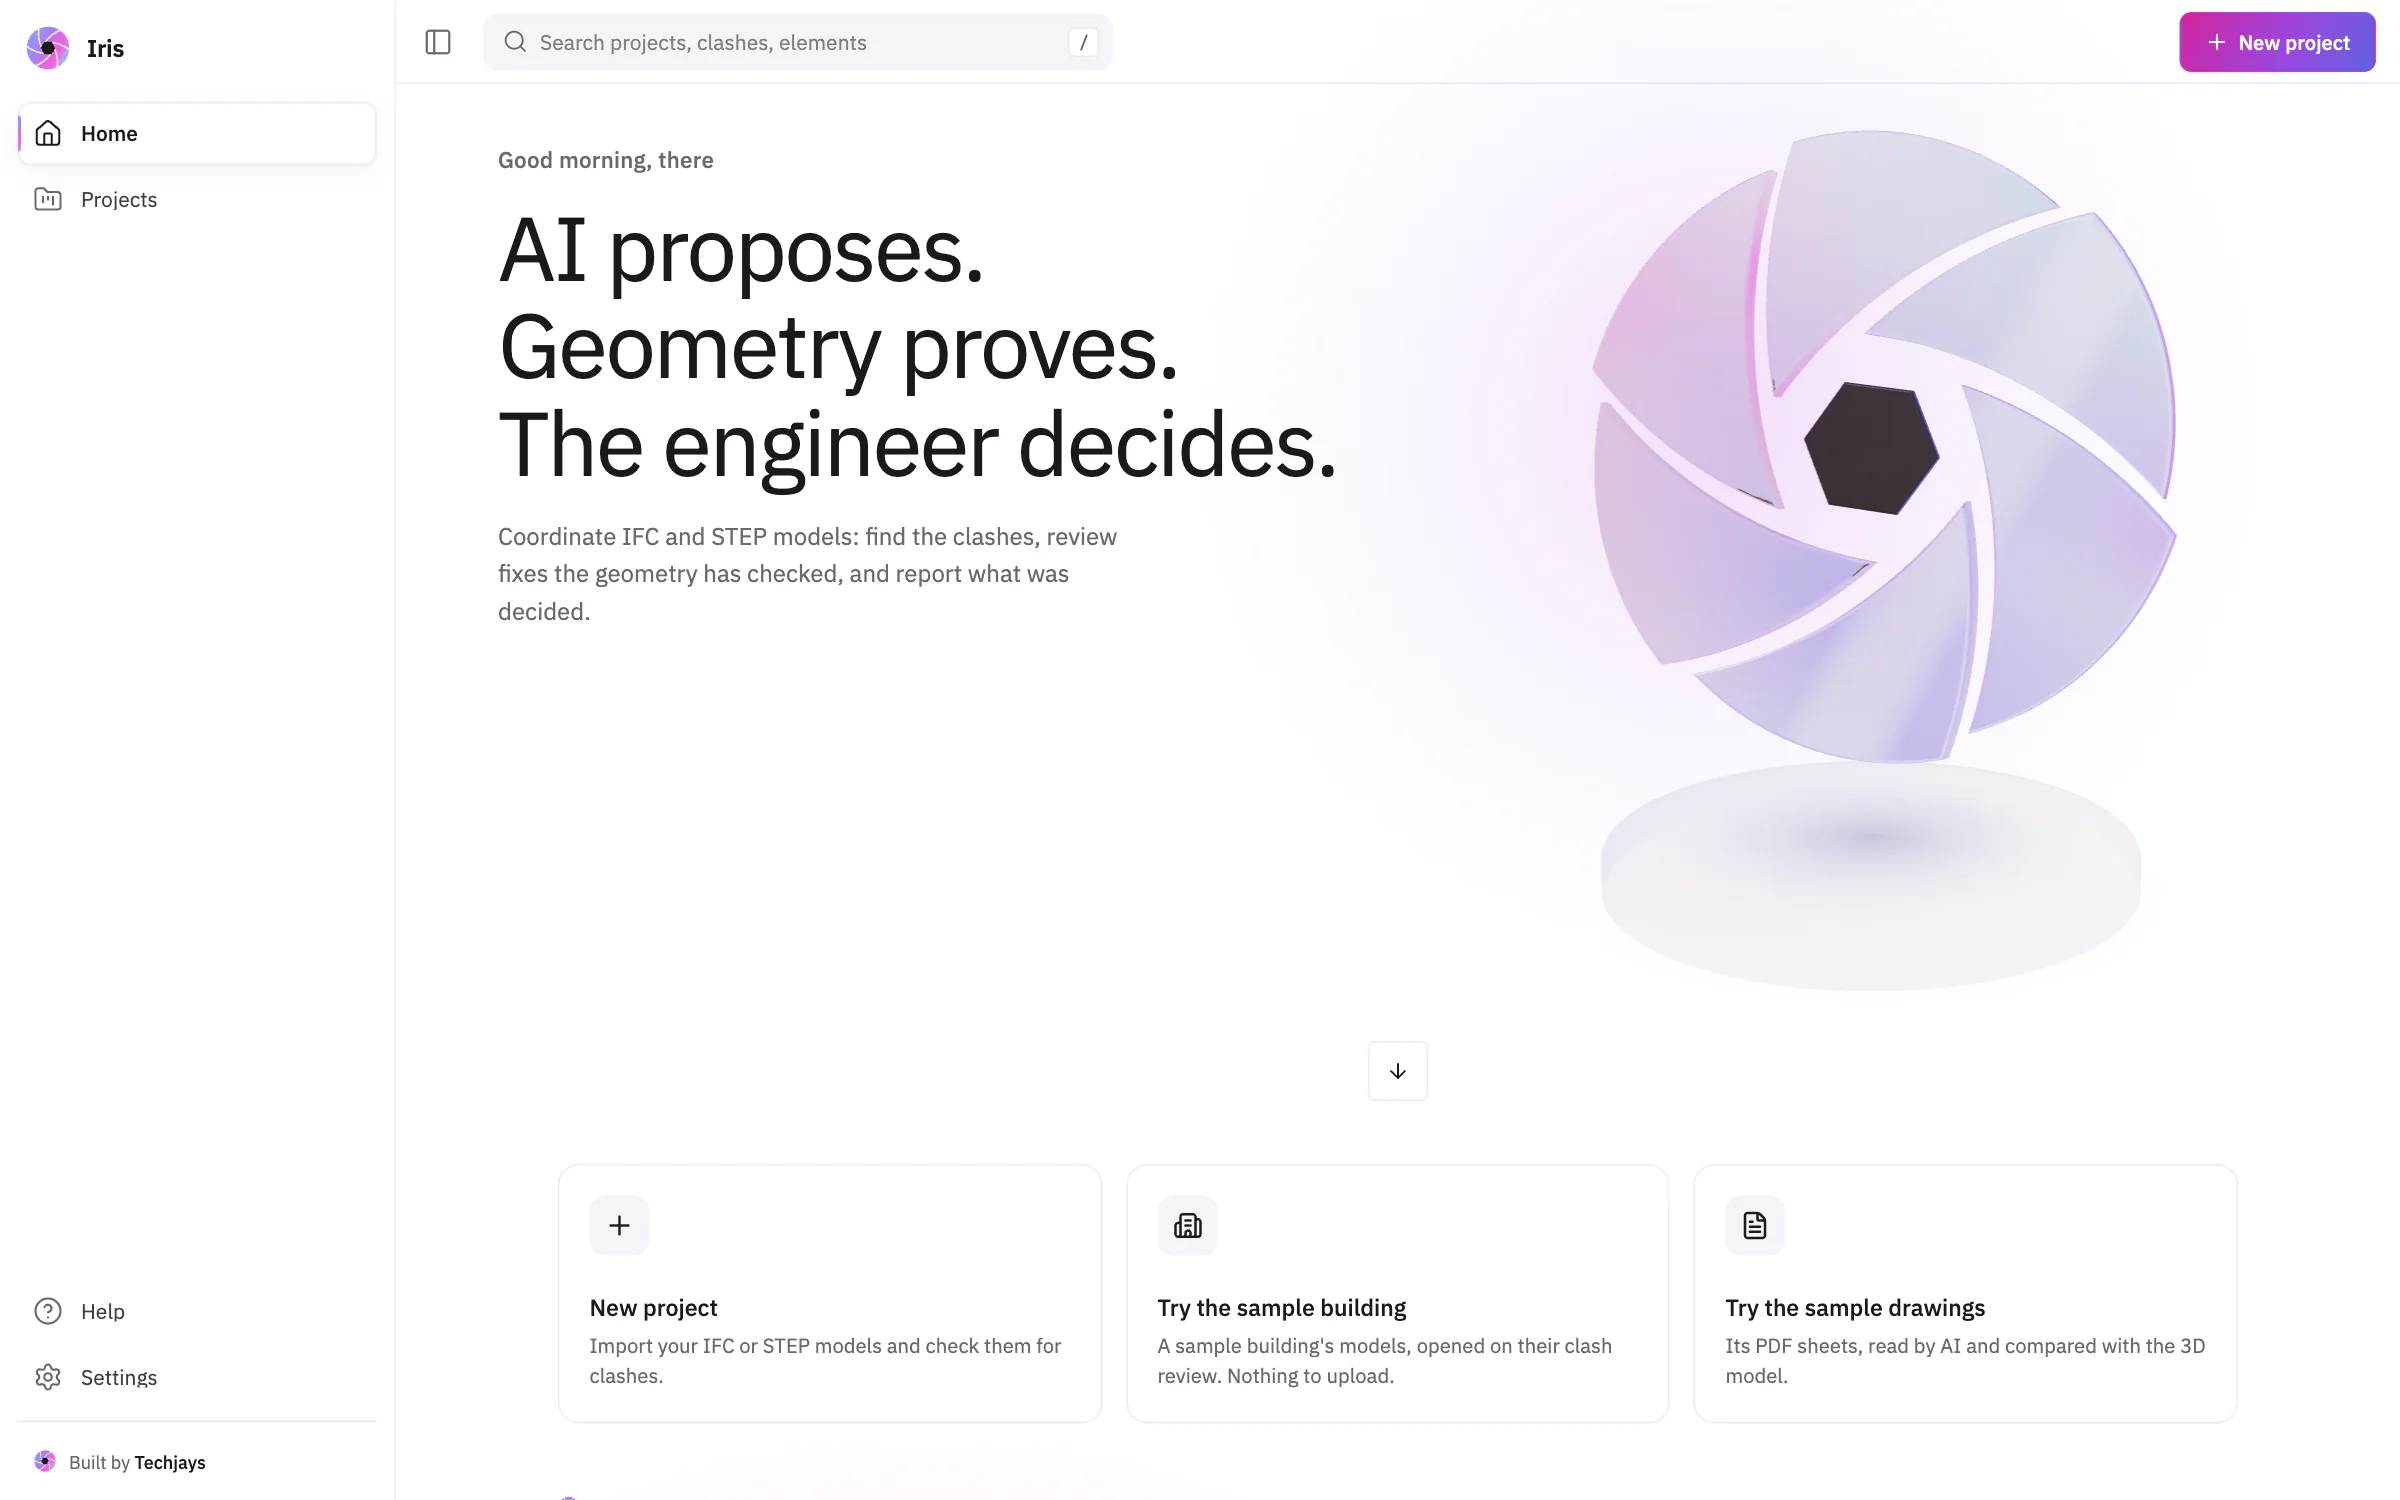 Iris
Search projects, clashes, elements
/
New project
Home
Projects
Good morning, there
AI proposes.
Geometry proves.
The engineer decides.
Coordinate IFC and STEP models: find the clashes, review
fixes the geometry has checked, and report what was
decided.
New project
Import your IFC or STEP models and check them for
clashes.
Try the sample building
A sample building's models, opened on their clash
review. Nothing to upload.
Try the sample drawings
Its PDF sheets, read by AI and compared with the 3D
model.
Help
Settings
Built by Techjays